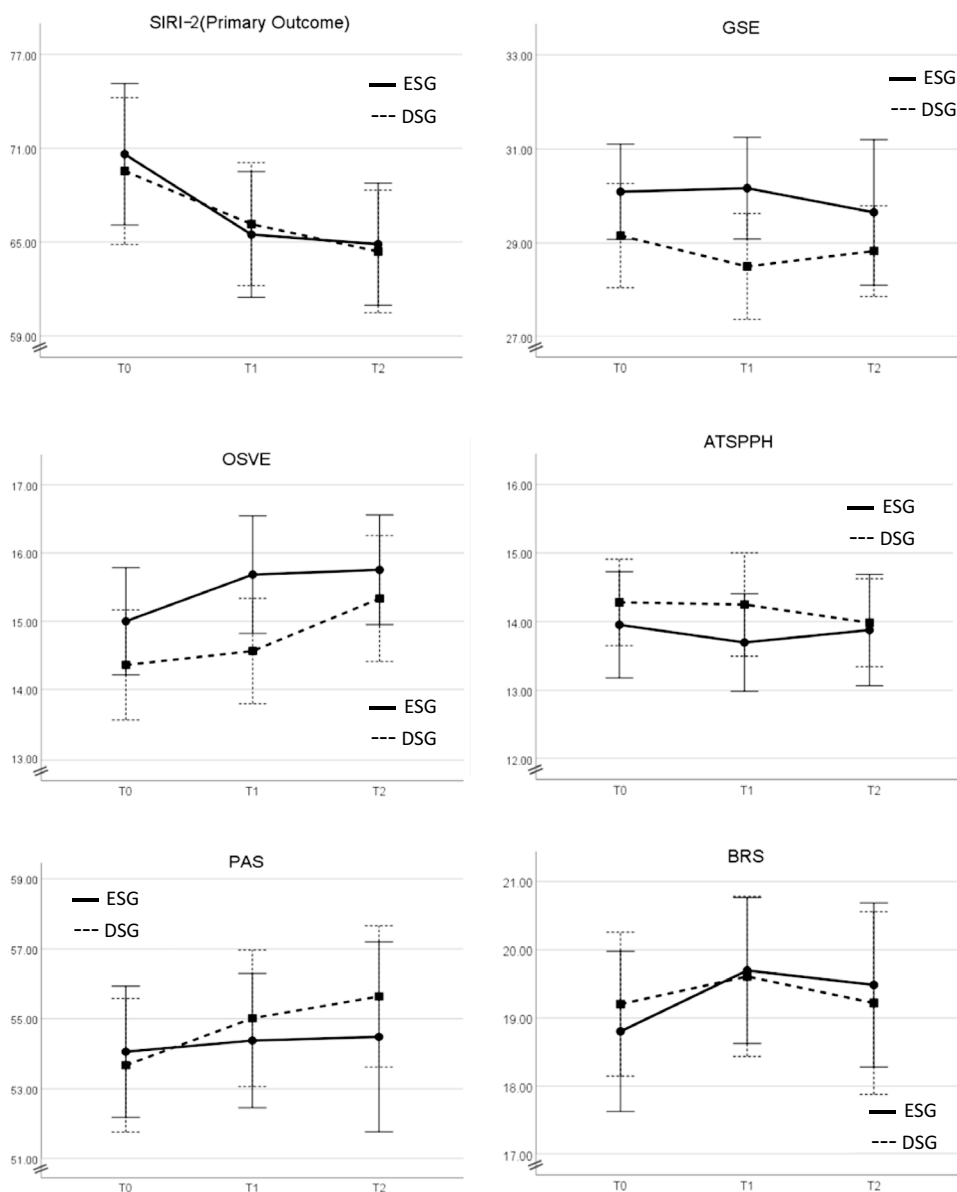 SIRI-2(Primary Outcome)
77.00
71.00
65.00
59.00
ESG
DSG
T0 T1 T2
GSE
33.00
31.00
29.00
27.00
ESG
DSG
T0 T1 T2
OSVE
17.00
16.00
15.00
14.00
13.00
ESG
DSG
T0 T1 T2
ATSPPH
16.00
15.00
14.00
13.00
12.00
ESG
DSG
T0 T1 T2
PAS
59.00
57.00
55.00
53.00
51.00
ESG
DSG
T0 T1 T2
BRS
21.00
20.00
19.00
18.00
17.00
ESG
DSG
T0 T1 T2